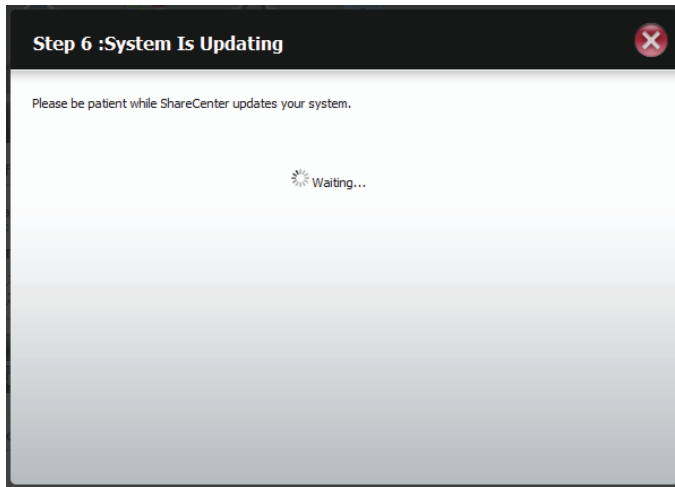 Step 6 :System Is Updating
Please be patient while ShareCenter updates your system.
Waiting...